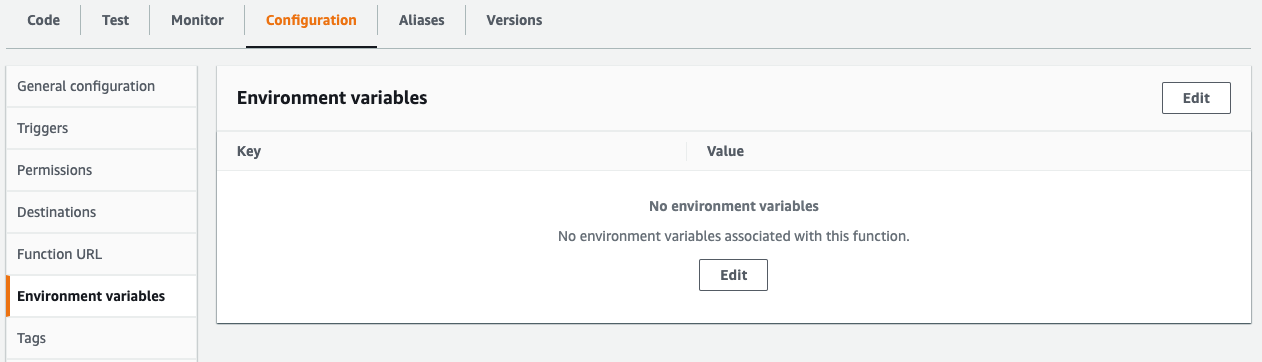 Code Test Monitor Configuration Aliases Versions
General configuration
Triggers
Permissions
Destinations
Function URL
Environment variables
Tags
Environment variables Edit
Key Value
No environment variables
No environment variables associated with this function.
Edit